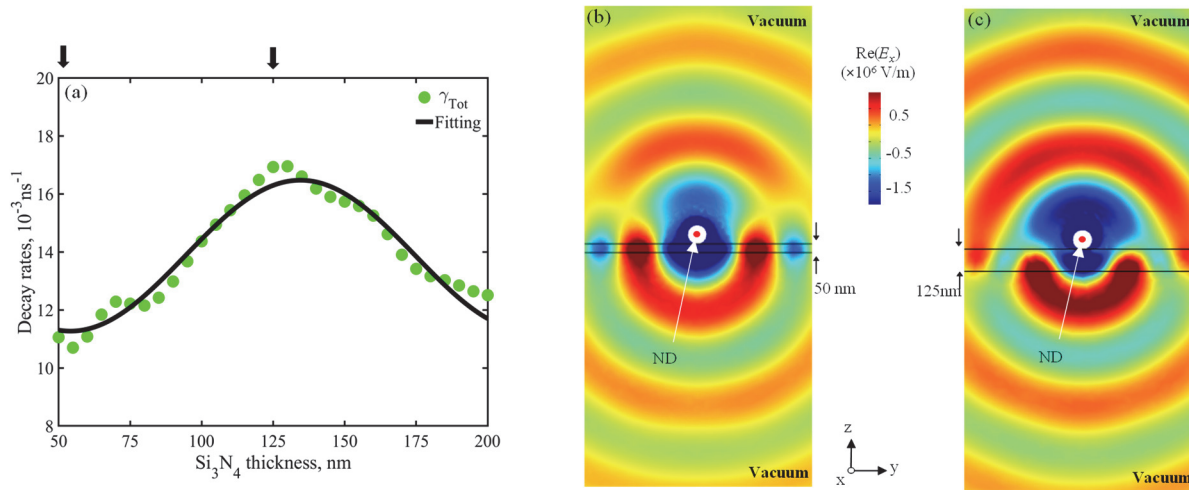 (a)
γ_Tot
Fitting
20
18
16
14
12
10
8
Decay rates, 10⁻³ns⁻¹
50
75
100
125
150
175
200
Si₃N₄ thickness, nm
(b)
Vacuum
Re(Eₓ)
(×10⁶ V/m)
0.5
-0.5
-1.5
50 nm
ND
Vacuum
z
y
x
(c)
Vacuum
125nm
ND
Vacuum